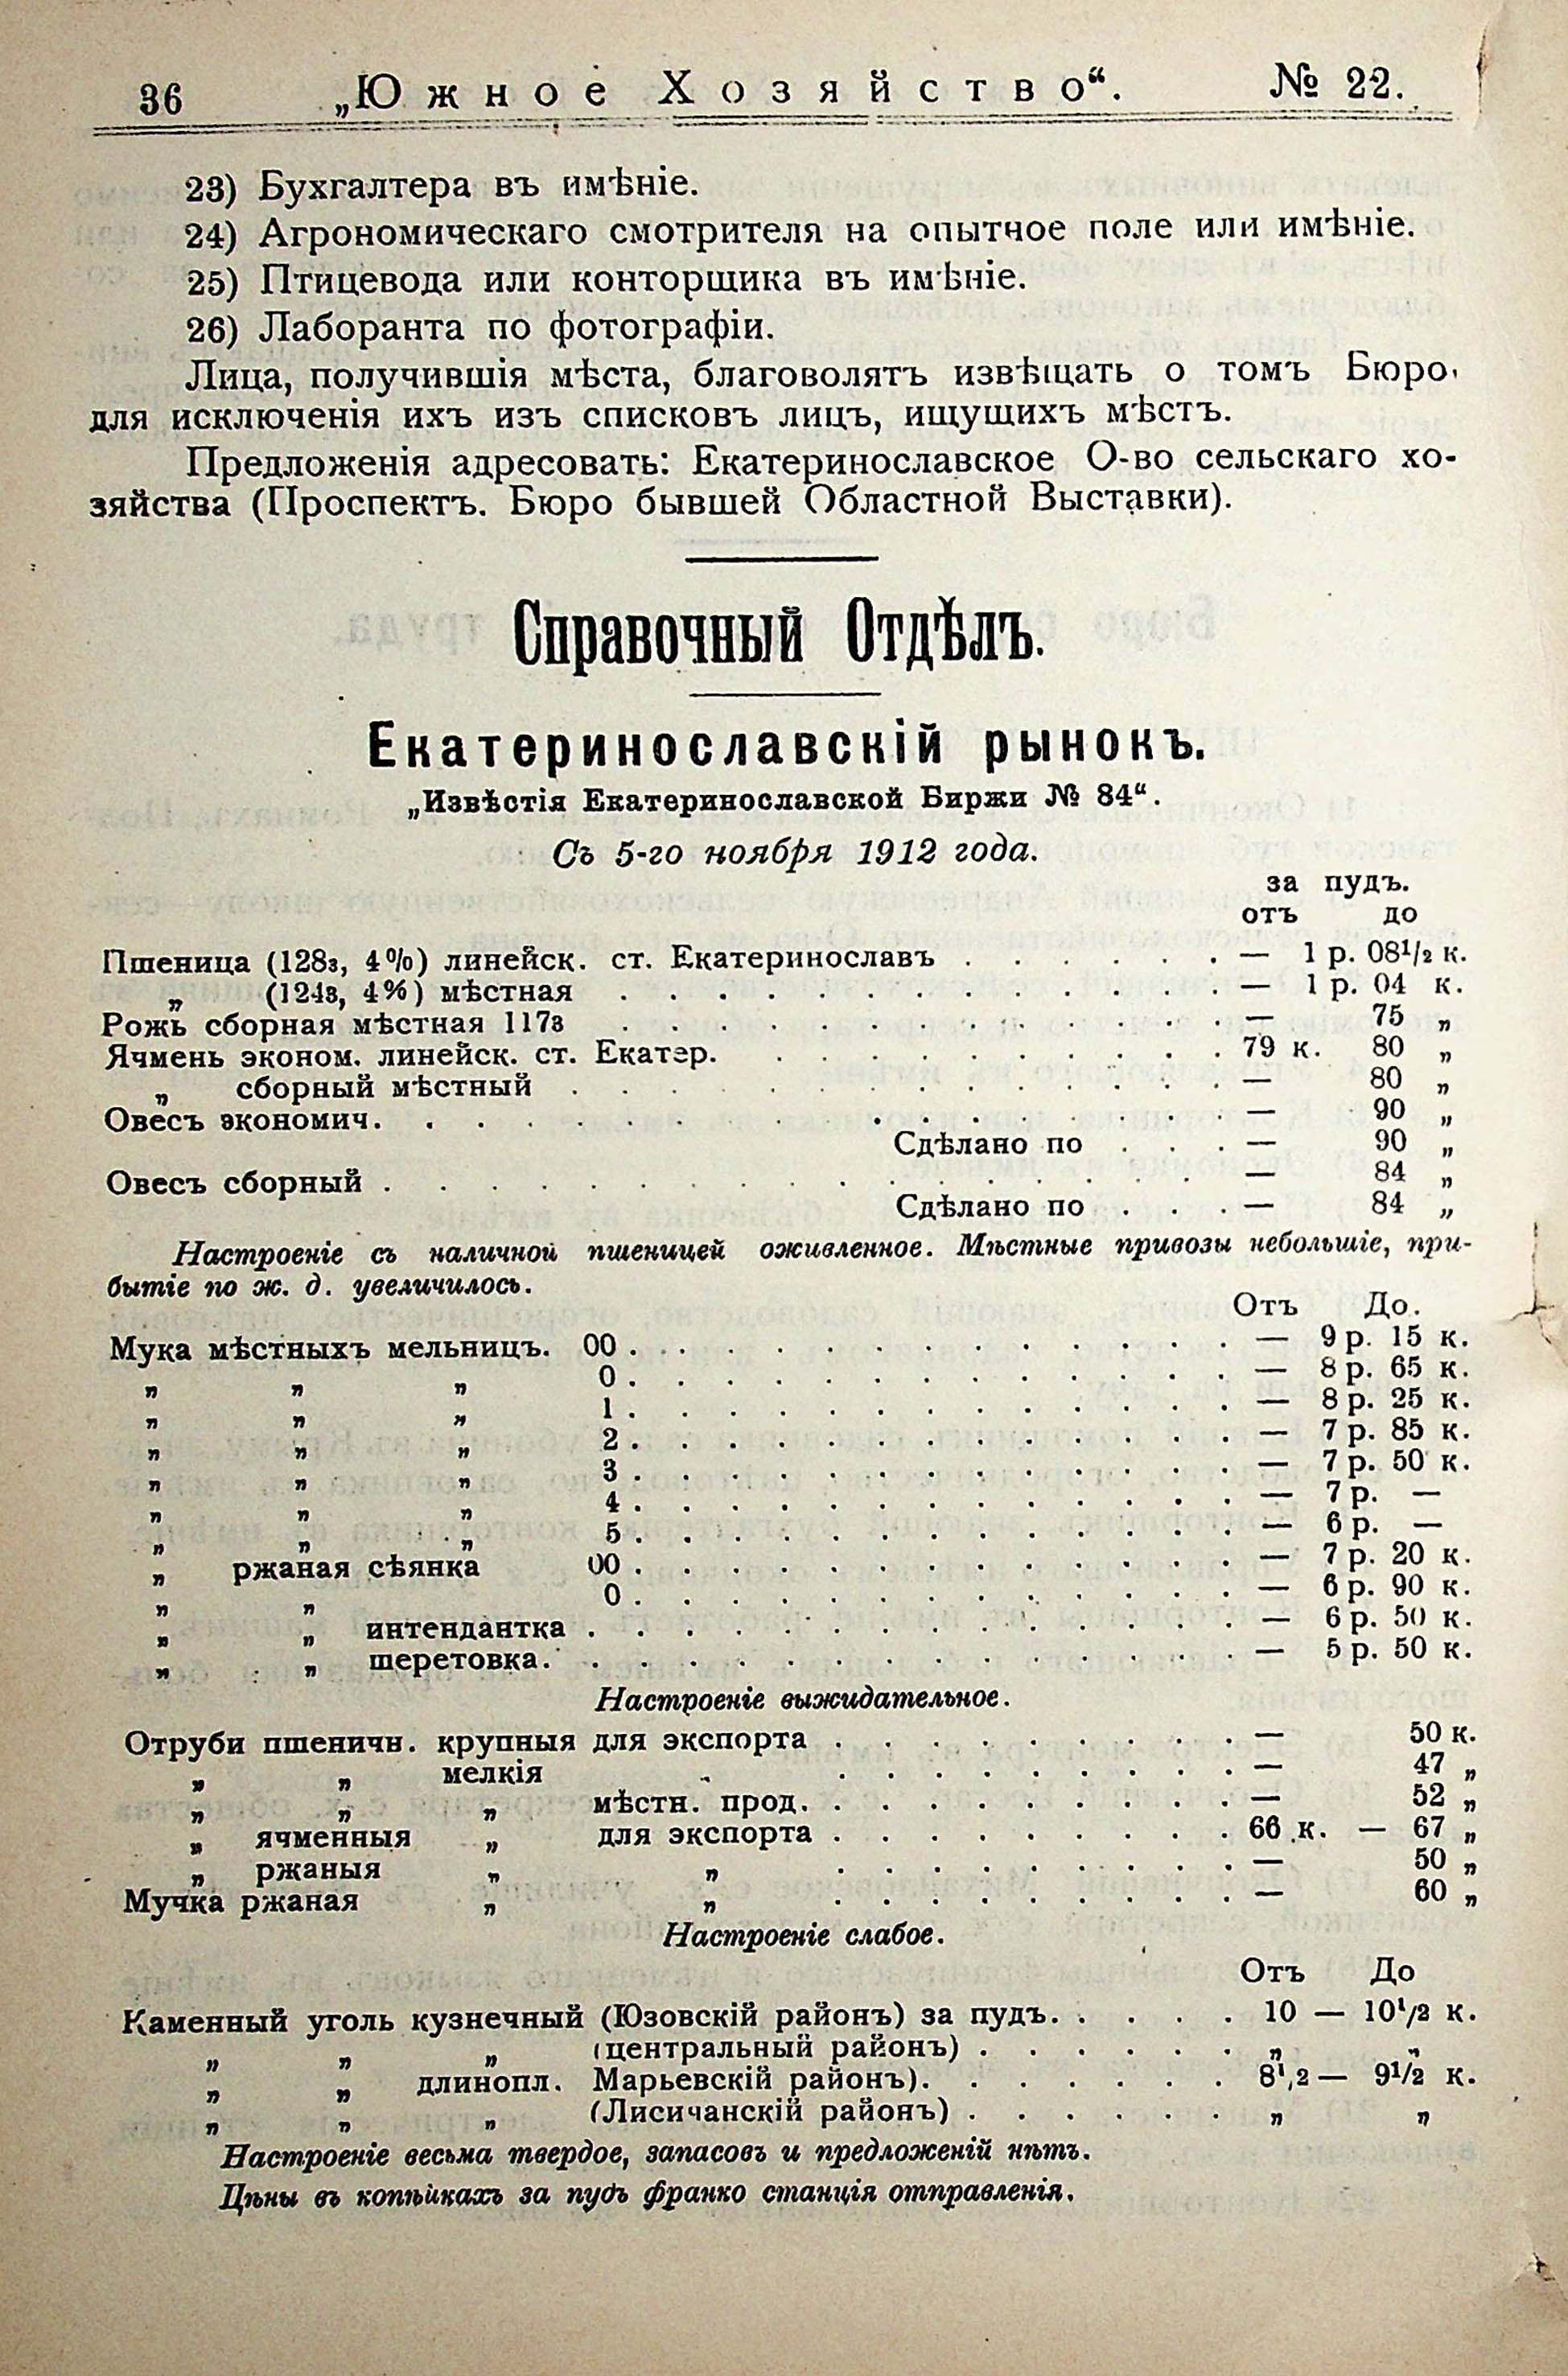 36 „Южное Хозяйство“. № 22.
23) Бухгалтера въ имѣніе.
24) Агрономическаго смотрителя на опытное поле или имѣніе.
25) Птицевода или конторщика въ имѣніе.
26) Лаборанта по фотографіи.
Лица, получившія мѣста, благоволятъ извѣщать о томъ Бюро,
для исключенія ихъ изъ списковъ лицъ, ищущихъ мѣстъ.
Предложенія адресовать: Екатеринославское О-во сельскаго хо-
зяйства (Проспектъ. Бюро бывшей Областной Выставки).
Справочный Отдѣлъ.
Екатеринославскій рынокъ.
„Извѣстія Екатеринославской Биржи № 84“.
Съ 5-го ноября 1912 года.
за пудъ.
отъ до
Пшеница (128з, 4%) линейск. ст. Екатеринославъ . . . . . . — 1 р. 08½ к.
„ (124з, 4%) мѣстная . . . . . . . . . . . . . — 1 р. 04 к.
Рожь сборная мѣстная 117з . . . . . . . . . . . . . — 75 „
Ячмень эконом. линейск. ст. Екатер. . . . . . . . . . . 79 к. 80 „
„ сборный мѣстный . . . . . . . . . . . . . . — 80 „
Овесъ экономич. . . . . . . . . . . . . . . . . . — 90 „
Сдѣлано по . . . — 90 „
Овесъ сборный . . . . . . . . . . . . . . . . . — 84 „
Сдѣлано по . . . — 84 „
Настроеніе съ наличной пшеницей оживленное. Мѣстные привозы небольшіе, при-
бытіе по ж. д. увеличилось.
Отъ До.
Мука мѣстныхъ мельницъ. 00 . . . . . . . . . . . . . — 9 р. 15 к.
„ „ „ 0 . . . . . . . . . . . . . — 8 р. 65 к.
„ „ „ 1 . . . . . . . . . . . . . — 8 р. 25 к.
„ „ „ 2 . . . . . . . . . . . . . — 7 р. 85 к.
„ „ „ 3 . . . . . . . . . . . . . — 7 р. 50 к.
„ „ „ 4 . . . . . . . . . . . . . — 7 р. —
„ „ „ 5 . . . . . . . . . . . . . — 6 р. —
„ ржаная сѣянка 00 . . . . . . . . . . . . . — 7 р. 20 к.
„ „ 0 . . . . . . . . . . . . . — 6 р. 90 к.
„ „ интендантка . . . . . . . . . . . . . . — 6 р. 50 к.
„ „ шеретовка. . . . . . . . . . . . . . . — 5 р. 50 к.
Настроеніе выжидательное.
Отруби пшеничн. крупныя для экспорта . . . . . . . . . — 50 к.
„ „ мелкія „ . . . . . . . . . — 47 „
„ „ „ мѣстн. прод. . . . . . . . . . — 52 „
„ ячменныя „ для экспорта . . . . . . . . . 66 к. — 67 „
„ ржаныя „ „ . . . . . . . . . — 50 „
Мучка ржаная „ „ . . . . . . . . . — 60 „
Настроеніе слабое.
Отъ До
Каменный уголь кузнечный (Юзовскій районъ) за пудъ. . . . . 10 — 10½ к.
„ „ „ (центральный районъ) . . . . . . „ „
„ „ длинопл. Марьевскій районъ). . . . . . . 8½ — 9½ к.
„ „ „ (Лисичанскій районъ) . . . . . . „ „
Настроеніе весьма твердое, запасовъ и предложеній нѣтъ.
Цѣны въ копѣйкахъ за пудъ франко станція отправленія.